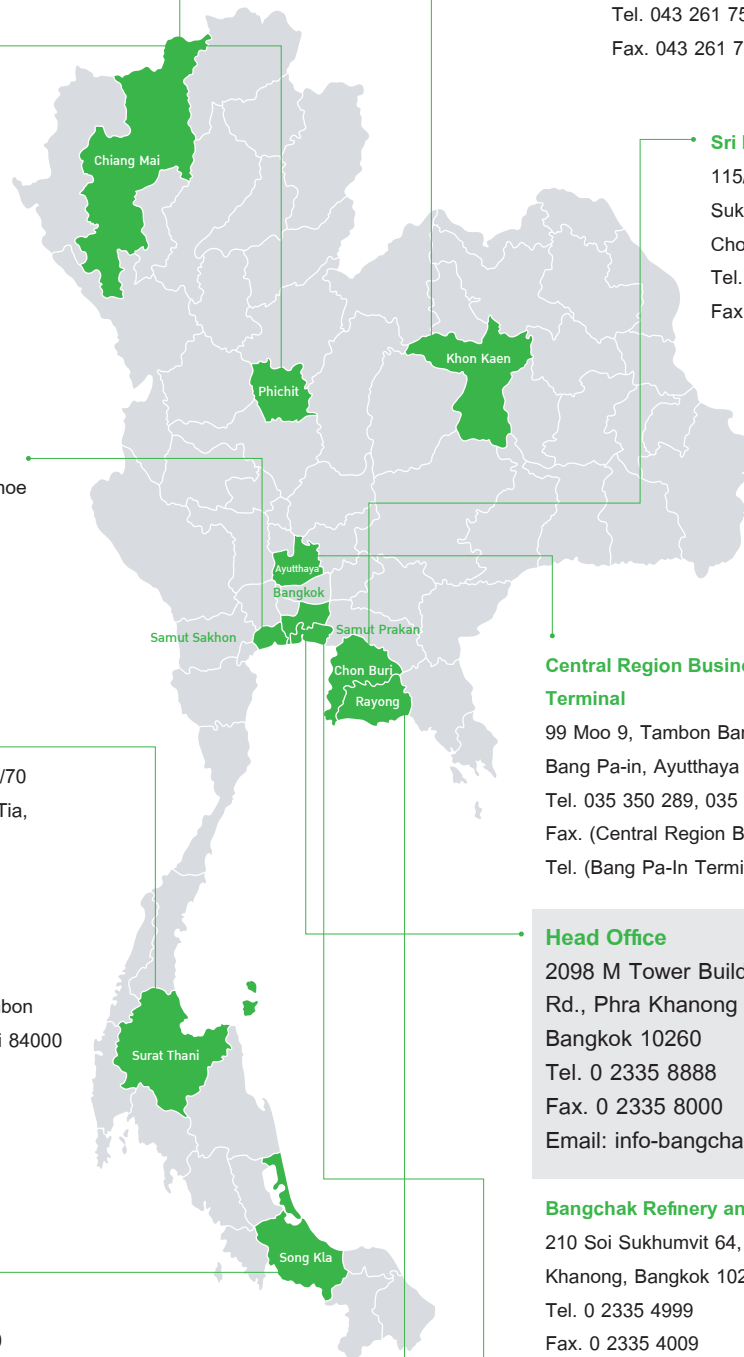 Tel. 043 261 75
Fax. 043 261 7
Sri
115/
Suk
Cho
Tel.
Fax
Chiang Mai
Khon Kaen
Phichit
hoe
Ayutthaya
Bangkok
Samut Sakhon
Samut Prakan
Chon Buri
Rayong
Central Region Busine
Terminal
99 Moo 9, Tambon Ban
Bang Pa-in, Ayutthaya
Tel. 035 350 289, 035
Fax. (Central Region B
Tel. (Bang Pa-In Termi
/70
Tia,
Head Office
2098 M Tower Build
Rd., Phra Khanong
Bangkok 10260
Tel. 0 2335 8888
Fax. 0 2335 8000
Email: info-bangcha
nbon
i 84000
Surat Thani
Bangchak Refinery an
210 Soi Sukhumvit 64,
Khanong, Bangkok 102
Tel. 0 2335 4999
Fax. 0 2335 4009
Song Kla